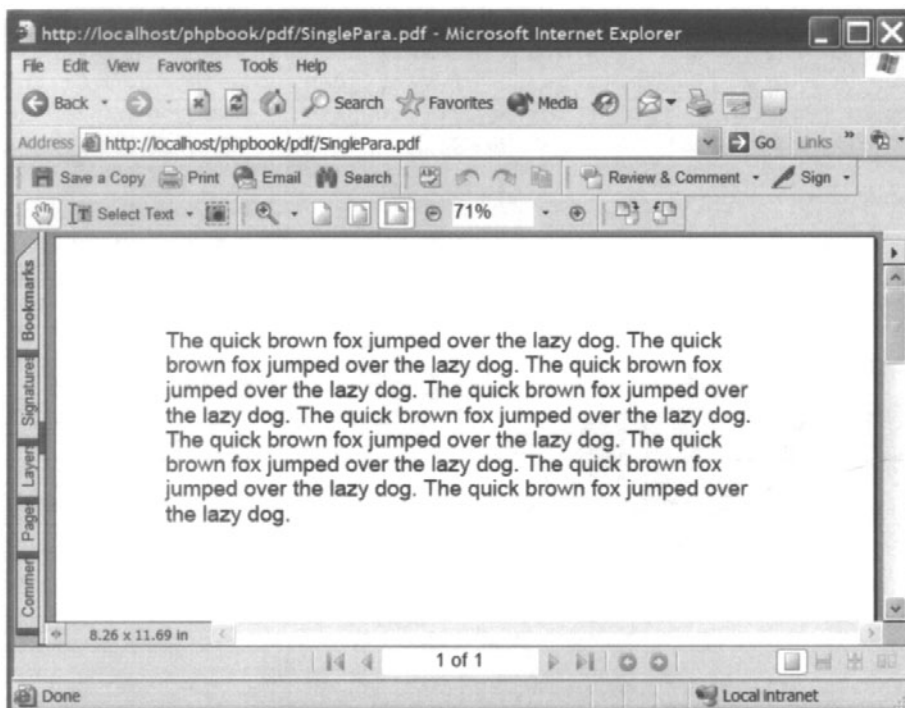 http://localhost/phpbook/pdf/SinglePara.pdf - Microsoft Internet Explorer
File Edit View Favorites Tools Help
Back Search Favorites Media
Address http://localhost/phpbook/pdf/SinglePara.pdf Go Links »
Save a Copy Print Email Search Review & Comment Sign
Select Text 71%
Bookmarks
Signatures
Layer
Page
Commen
The quick brown fox jumped over the lazy dog. The quick
brown fox jumped over the lazy dog. The quick brown fox
jumped over the lazy dog. The quick brown fox jumped over
the lazy dog. The quick brown fox jumped over the lazy dog.
The quick brown fox jumped over the lazy dog. The quick
brown fox jumped over the lazy dog. The quick brown fox
jumped over the lazy dog. The quick brown fox jumped over
the lazy dog.
8.26 x 11.69 in
1 of 1
Done Local intranet